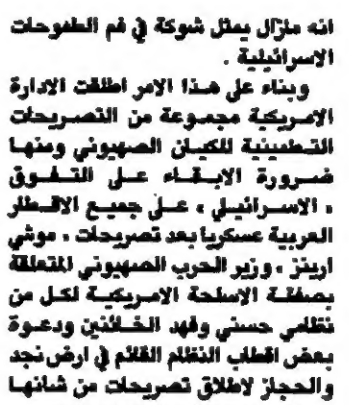 انه مازال يمثل شوكة في فم الطموحات
الاسرائيلية .
وبناء على هذا الامر اطلقت الادارة
الامريكية مجموعة من التصريحات
التطمينية للكيان الصهيوني ومنها
ضرورة الابقاء على التفوق
« الاسرائيلي » على جميع الاقطار
العربية عسكريا بعد تصريحات « موشي
ارينز » وزير الحرب الصهيوني المتعلقة
بصفقة الاسلحة الامريكية لكل من
نظامي حسني وفهد الخائنين ودعوة
بعض اقطاب النظام القائم في ارض نجد
والحجاز لاطلاق تصريحات من شانها